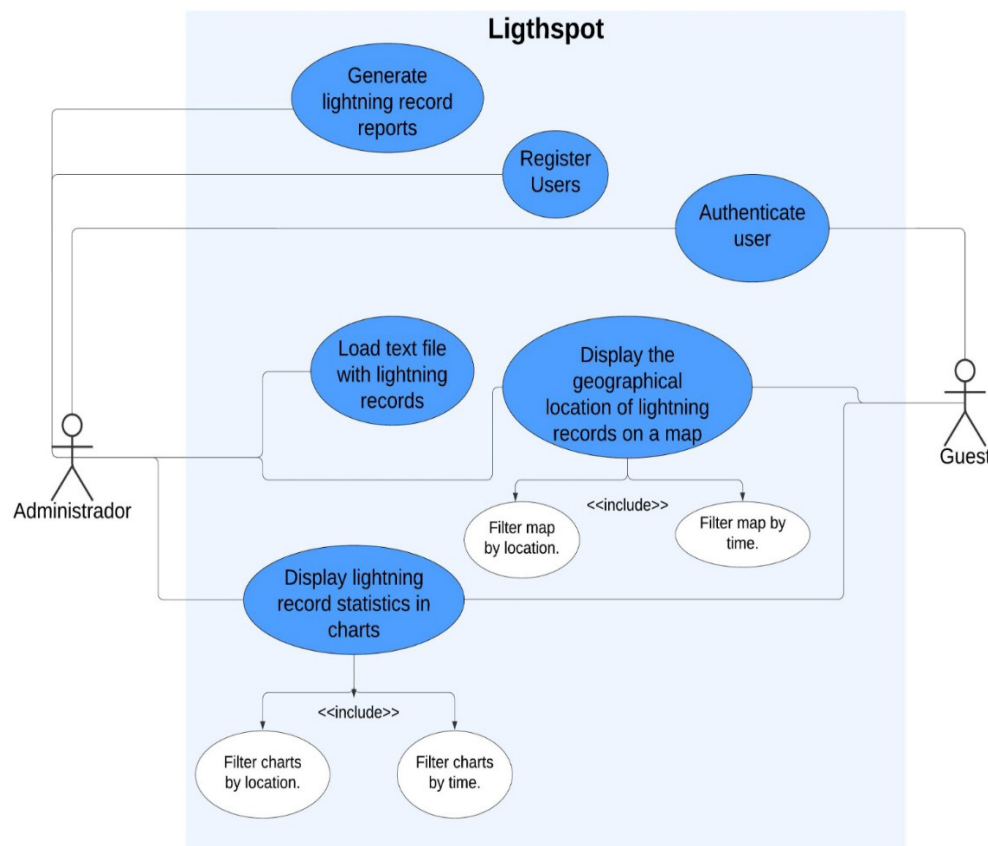 Ligthspot
Generate
lightning record
reports
Register
Users
Authenticate
user
Load text file
with lightning
records
Display the
geographical
location of lightning
records on a map
Administrador
Guest
<<include>>
Filter map
by location.
Filter map by
time.
Display lightning
record statistics in
charts
<<include>>
Filter charts
by location.
Filter charts
by time.